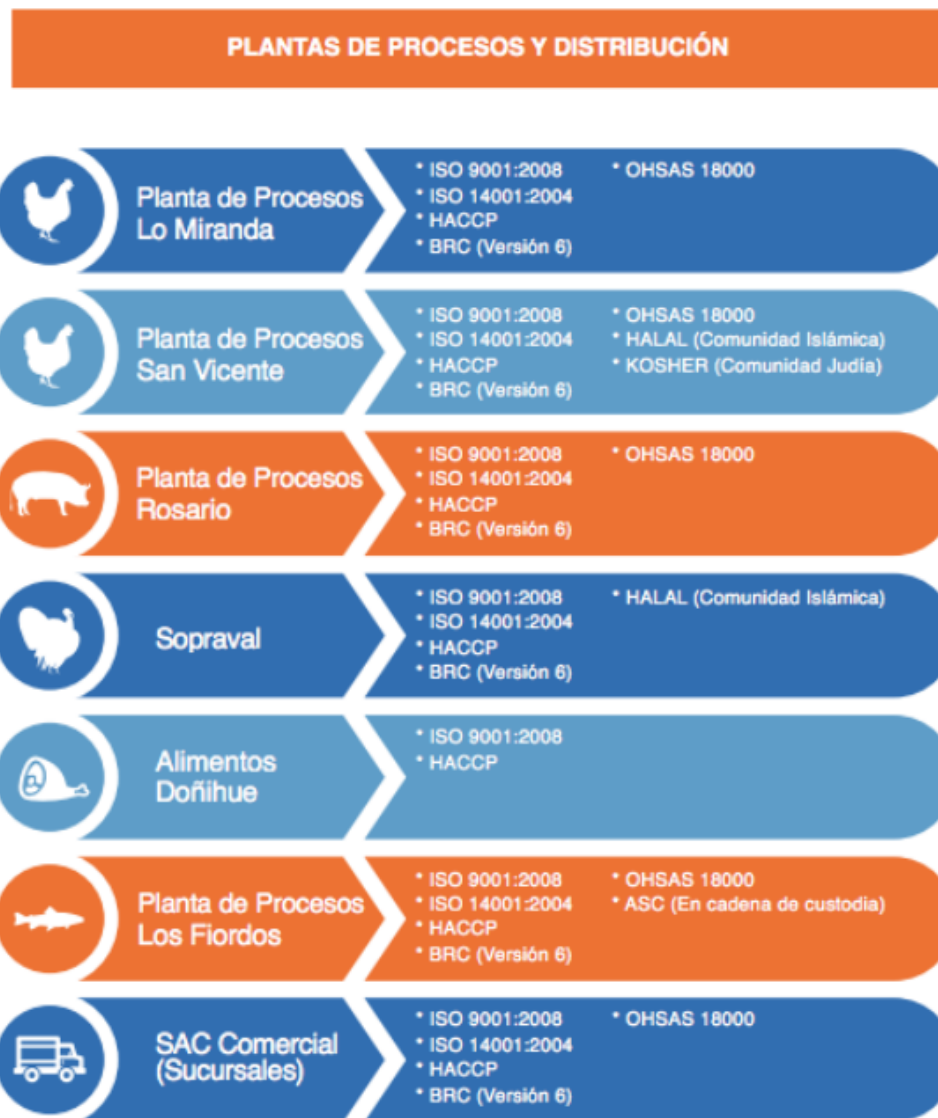 PLANTAS DE PROCESOS Y DISTRIBUCIÓN
Planta de Procesos
Lo Miranda
* ISO 9001:2008
* ISO 14001:2004
* HACCP
* BRC (Versión 6)
* OHSAS 18000
Planta de Procesos
San Vicente
* ISO 9001:2008
* ISO 14001:2004
* HACCP
* BRC (Versión 6)
* OHSAS 18000
* HALAL (Comunidad Islámica)
* KOSHER (Comunidad Judía)
Planta de Procesos
Rosario
* ISO 9001:2008
* ISO 14001:2004
* HACCP
* BRC (Versión 6)
* OHSAS 18000
Sopraval
* ISO 9001:2008
* ISO 14001:2004
* HACCP
* BRC (Versión 6)
* HALAL (Comunidad Islámica)
Alimentos
Doñihue
* ISO 9001:2008
* HACCP
Planta de Procesos
Los Fiordos
* ISO 9001:2008
* ISO 14001:2004
* HACCP
* BRC (Versión 6)
* OHSAS 18000
* ASC (En cadena de custodia)
SAC Comercial
(Sucursales)
* ISO 9001:2008
* ISO 14001:2004
* HACCP
* BRC (Versión 6)
* OHSAS 18000